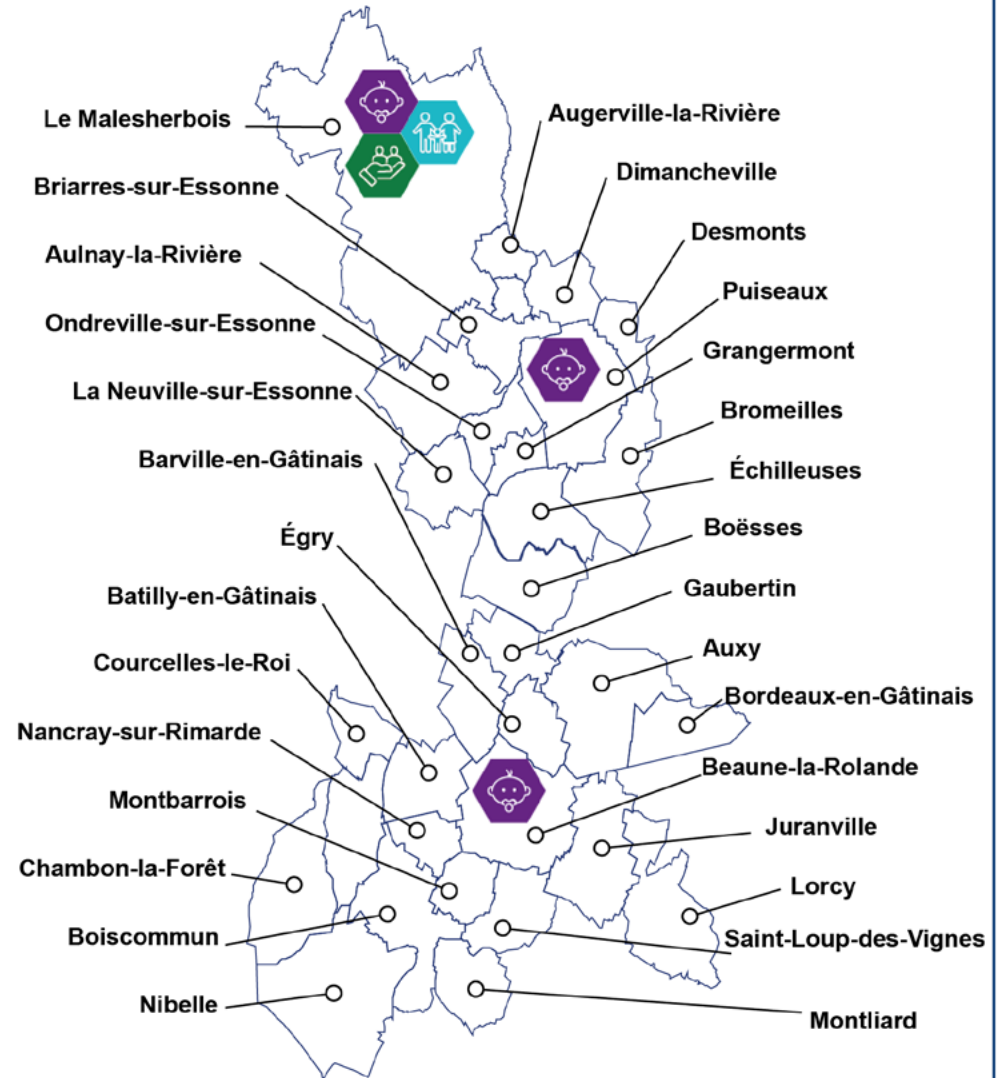 Le Malesherbois
Augerville-la-Rivière
Dimancheville
Briarres-sur-Essonne
Desmonts
Aulnay-la-Rivière
Puiseaux
Ondreville-sur-Essonne
Grangermont
La Neuville-sur-Essonne
Bromeilles
Barville-en-Gâtinais
Échilleuses
Boësses
Égry
Gaubertin
Batilly-en-Gâtinais
Auxy
Courcelles-le-Roi
Bordeaux-en-Gâtinais
Nancray-sur-Rimarde
Beaune-la-Rolande
Montbarrois
Juranville
Chambon-la-Forêt
Lorcy
Boiscommun
Saint-Loup-des-Vignes
Nibelle
Montliard